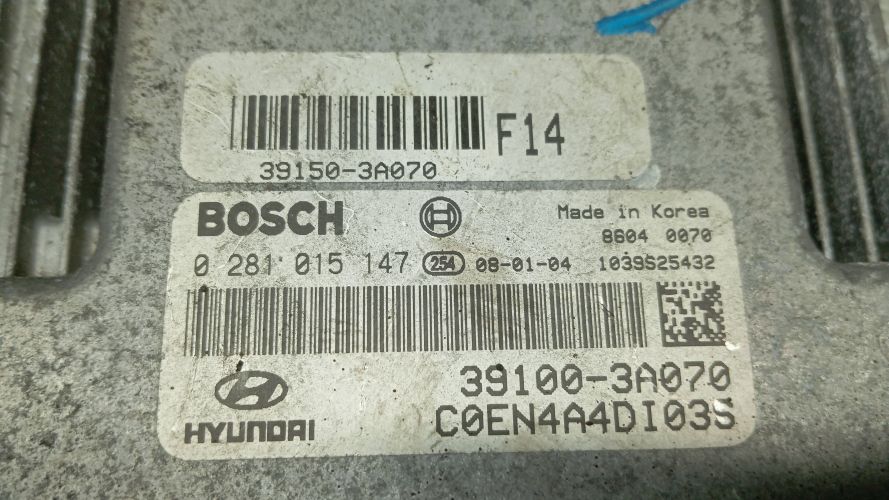 F14
39150-3A070
BOSCH
Made in Korea
8604 0070
0 281 015 147 254 08-01-04 1039S25432
39100-3A070
HYUNDAI
C0EN4A4DI03S